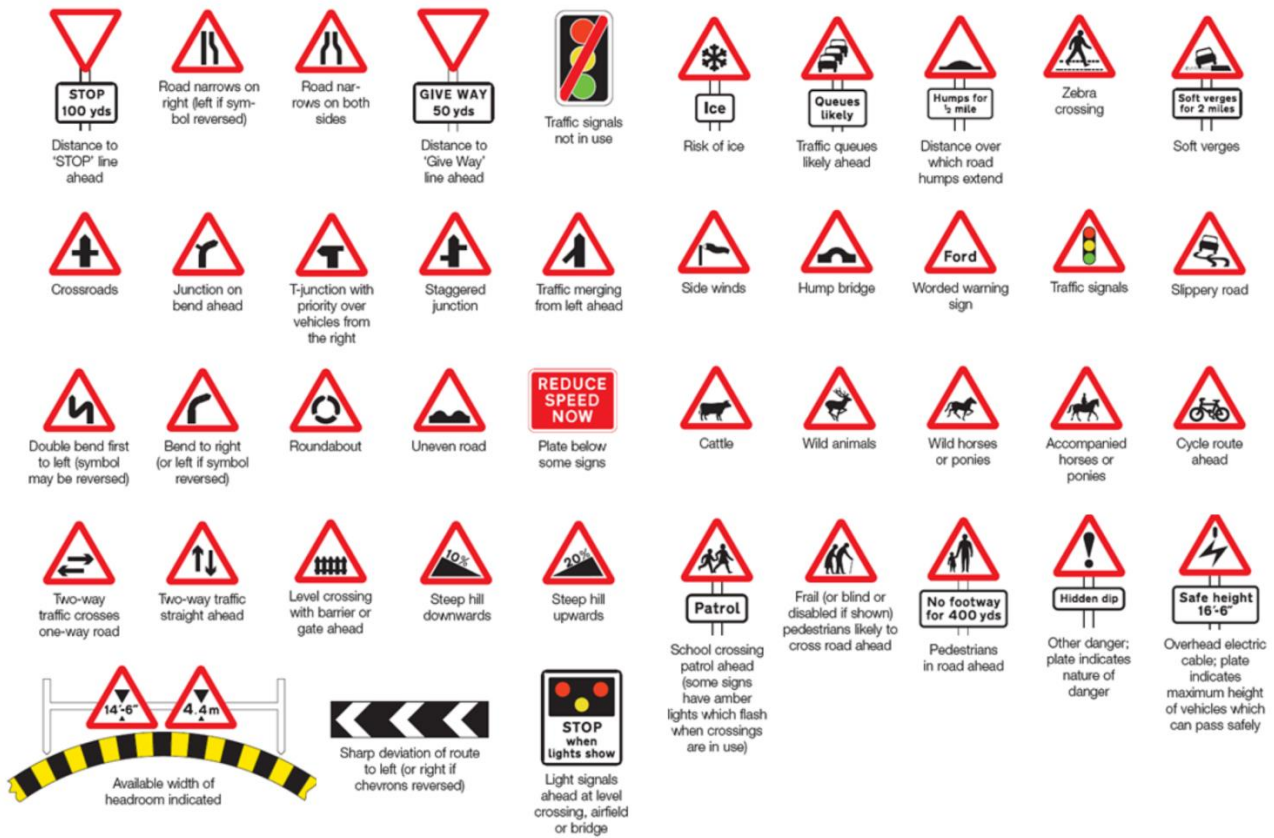 STOP
100 yds
Distance to
'STOP' line
ahead
Road narrows on
right (left if sym-
bol reversed)
Road nar-
rows on both
sides
GIVE WAY
50 yds
Distance to
'Give Way'
line ahead
Traffic signals
not in use
Ice
Risk of ice
Queues
likely
Traffic queues
likely ahead
Humps for
½ mile
Distance over
which road
humps extend
Zebra
crossing
Soft verges
for 2 miles
Soft verges
Crossroads
Junction on
bend ahead
T-junction with
priority over
vehicles from
the right
Staggered
junction
Traffic merging
from left ahead
Side winds
Hump bridge
Ford
Worded warning
sign
Traffic signals
Slippery road
Double bend first
to left (symbol
may be reversed)
Bend to right
(or left if symbol
reversed)
Roundabout
Uneven road
REDUCE
SPEED
NOW
Plate below
some signs
Cattle
Wild animals
Wild horses
or ponies
Accompanied
horses or
ponies
Cycle route
ahead
Two-way
traffic crosses
one-way road
Two-way traffic
straight ahead
Level crossing
with barrier or
gate ahead
10%
Steep hill
downwards
20%
Steep hill
upwards
Patrol
School crossing
patrol ahead
(some signs
have amber
lights which flash
when crossings
are in use)
Frail (or blind or
disabled if shown)
pedestrians likely to
cross road ahead
No footway
for 400 yds
Pedestrians
in road ahead
Hidden dip
Other danger;
plate indicates
nature of
danger
Safe height
16'-6"
Overhead electric
cable; plate
indicates
maximum height
of vehicles which
can pass safely
14'-6"
4.4m
Available width of
headroom indicated
Sharp deviation of route
to left (or right if
chevrons reversed)
STOP
when
lights show
Light signals
ahead at level
crossing, airfield
or bridge